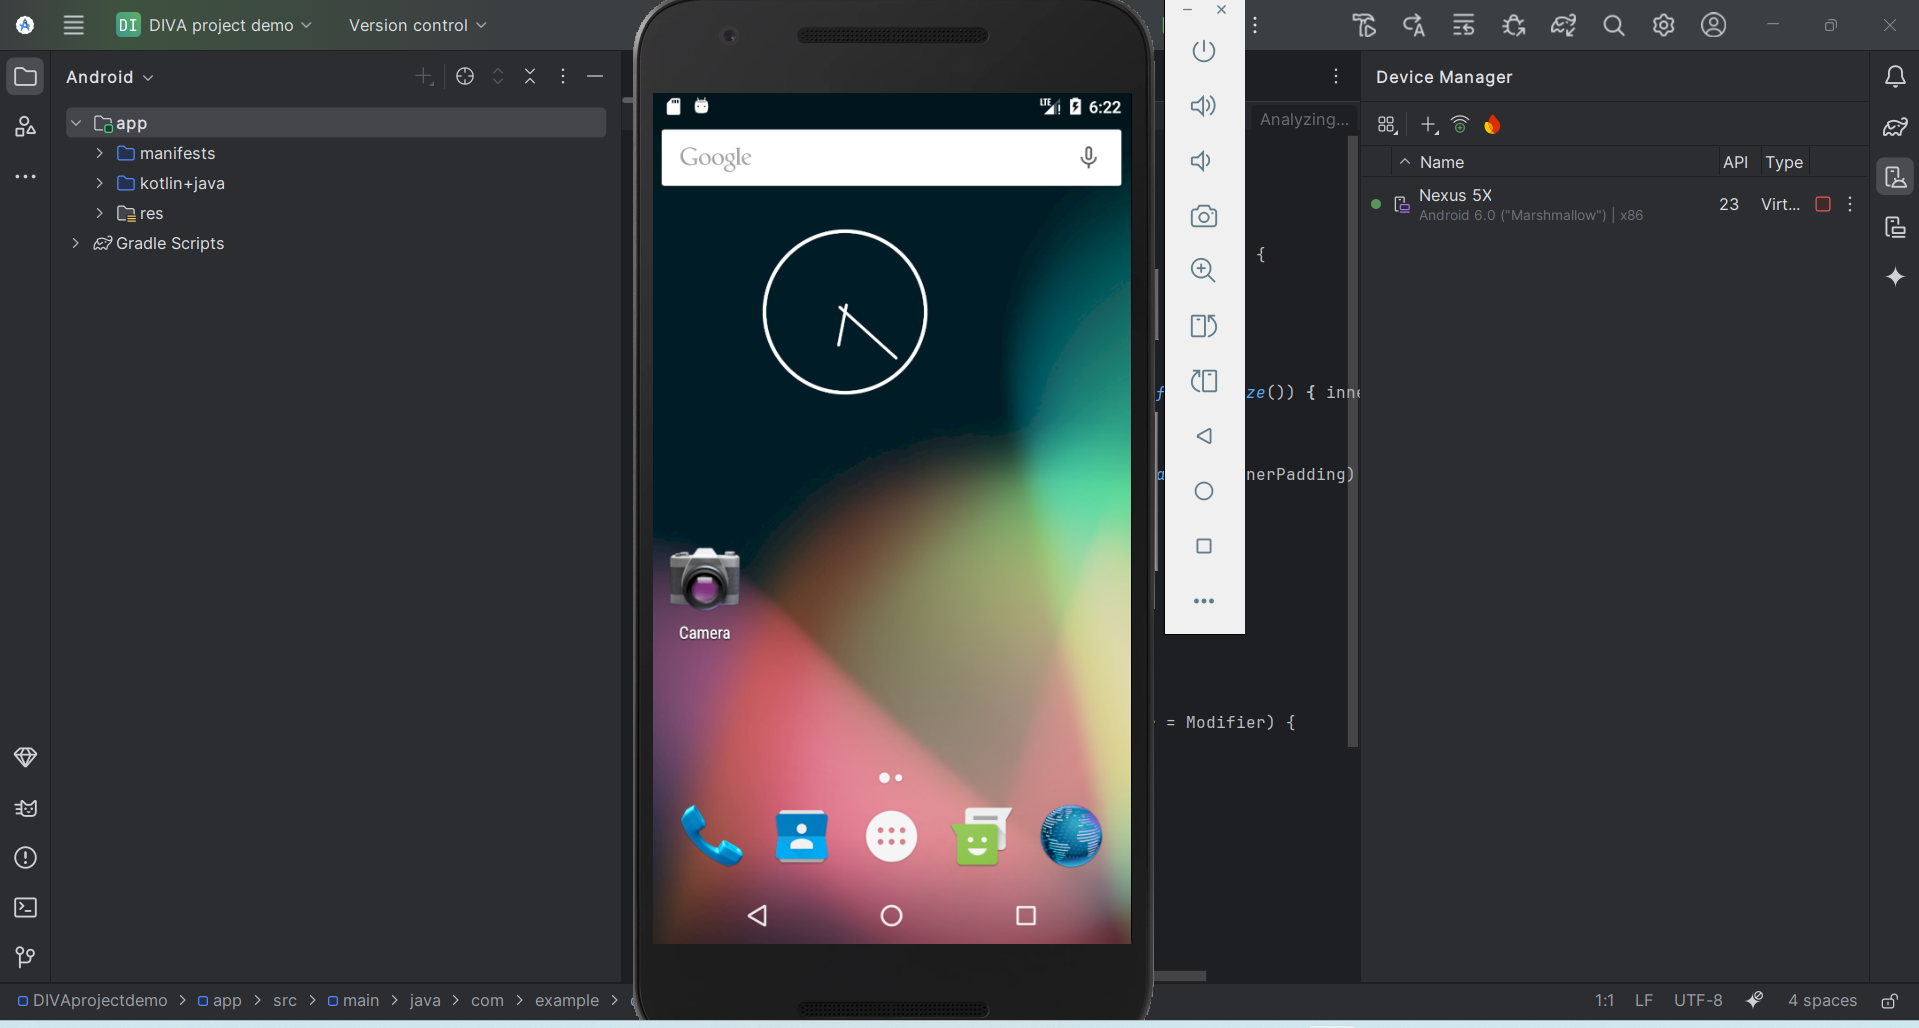 DI DIVA project demo Version control
Android
app
manifests
kotlin+java
res
Gradle Scripts
LTE 6:22
Google
Camera
Analyzing...
{
ze()) { inne
nerPadding)
= Modifier) {
Device Manager
Name API Type
Nexus 5X
Android 6.0 ("Marshmallow") | x86
23 Virt...
DIVAprojectdemo > app > src > main > java > com > example >
1:1 LF UTF-8 4 spaces